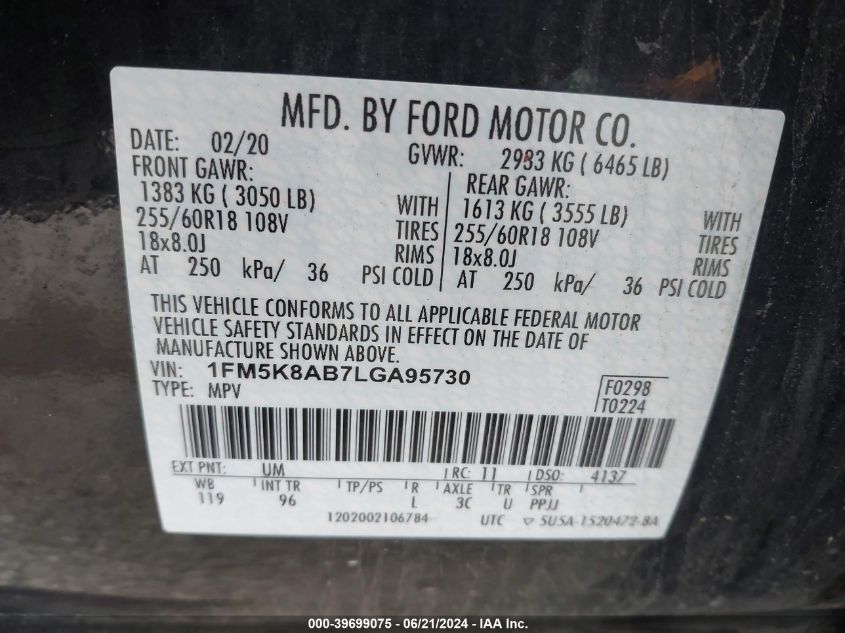 MFD. BY FORD MOTOR CO.
DATE: 02/20 GVWR: 2933 KG ( 6465 LB)
FRONT GAWR: REAR GAWR:
1383 KG ( 3050 LB) WITH 1613 KG ( 3555 LB) WITH
255/60R18 108V TIRES 255/60R18 108V TIRES
18x8.0J RIMS 18x8.0J RIMS
AT 250 kPa/ 36 PSI COLD AT 250 kPa/ 36 PSI COLD
THIS VEHICLE CONFORMS TO ALL APPLICABLE FEDERAL MOTOR
VEHICLE SAFETY STANDARDS IN EFFECT ON THE DATE OF
MANUFACTURE SHOWN ABOVE.
VIN: 1FM5K8AB7LGA95730
TYPE: MPV
F0298
T0224
EXT PNT: UM RC: 11 DSO: 4137
WB INT TR TP/PS R AXLE TR SPR
119 96 L 3C U PPJJ
1202002106784 UTC ▽ 5U5A-1520472-BA
000-39699075 - 06/21/2024 - IAA Inc.